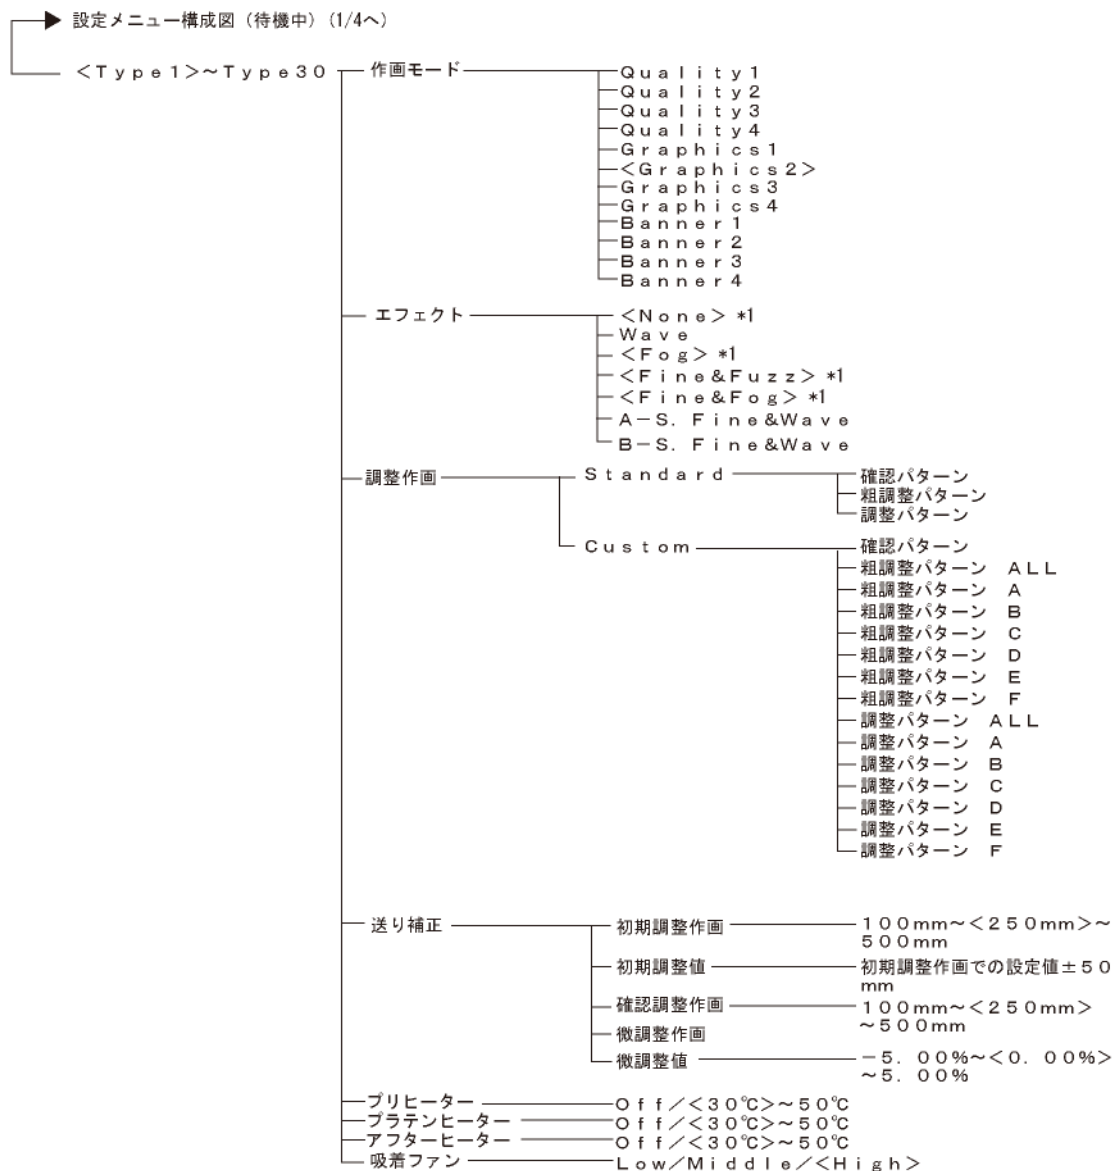 設定メニュー構成図（待機中）(1/4へ)
＜Ｔｙｐｅ１＞～Ｔｙｐｅ３０
作画モード
Ｑｕａｌｉｔｙ１
Ｑｕａｌｉｔｙ２
Ｑｕａｌｉｔｙ３
Ｑｕａｌｉｔｙ４
Ｇｒａｐｈｉｃｓ１
＜Ｇｒａｐｈｉｃｓ２＞
Ｇｒａｐｈｉｃｓ３
Ｇｒａｐｈｉｃｓ４
Ｂａｎｎｅｒ１
Ｂａｎｎｅｒ２
Ｂａｎｎｅｒ３
Ｂａｎｎｅｒ４
エフェクト
＜Ｎｏｎｅ＞ *1
Ｗａｖｅ
＜Ｆｏｇ＞ *1
＜Ｆｉｎｅ＆Ｆｕｚｚ＞ *1
＜Ｆｉｎｅ＆Ｆｏｇ＞ *1
Ａ－Ｓ．Ｆｉｎｅ＆Ｗａｖｅ
Ｂ－Ｓ．Ｆｉｎｅ＆Ｗａｖｅ
調整作画
Ｓｔａｎｄａｒｄ
確認パターン
粗調整パターン
調整パターン
Ｃｕｓｔｏｍ
確認パターン
粗調整パターン　ＡＬＬ
粗調整パターン　Ａ
粗調整パターン　Ｂ
粗調整パターン　Ｃ
粗調整パターン　Ｄ
粗調整パターン　Ｅ
粗調整パターン　Ｆ
調整パターン　ＡＬＬ
調整パターン　Ａ
調整パターン　Ｂ
調整パターン　Ｃ
調整パターン　Ｄ
調整パターン　Ｅ
調整パターン　Ｆ
送り補正
初期調整作画
１００mm～＜２５０mm＞～
５００mm
初期調整値
初期調整作画での設定値±５０
mm
確認調整作画
１００mm～＜２５０mm＞
～５００mm
微調整作画
微調整値
－５．００％～＜０．００％＞
～５．００％
プリヒーター
Ｏｆｆ／＜３０℃＞～５０℃
プラテンヒーター
Ｏｆｆ／＜３０℃＞～５０℃
アフターヒーター
Ｏｆｆ／＜３０℃＞～５０℃
吸着ファン
Ｌｏｗ／Ｍｉｄｄｌｅ／＜Ｈｉｇｈ＞